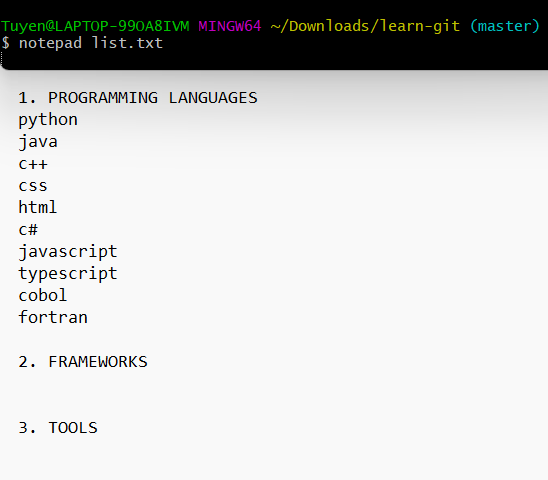 Tuyen@LAPTOP-99OA8IVM MINGW64 ~/Downloads/learn-git (master)
$ notepad list.txt
1. PROGRAMMING LANGUAGES
python
java
c++
css
html
c#
javascript
typescript
cobol
fortran
2. FRAMEWORKS
3. TOOLS